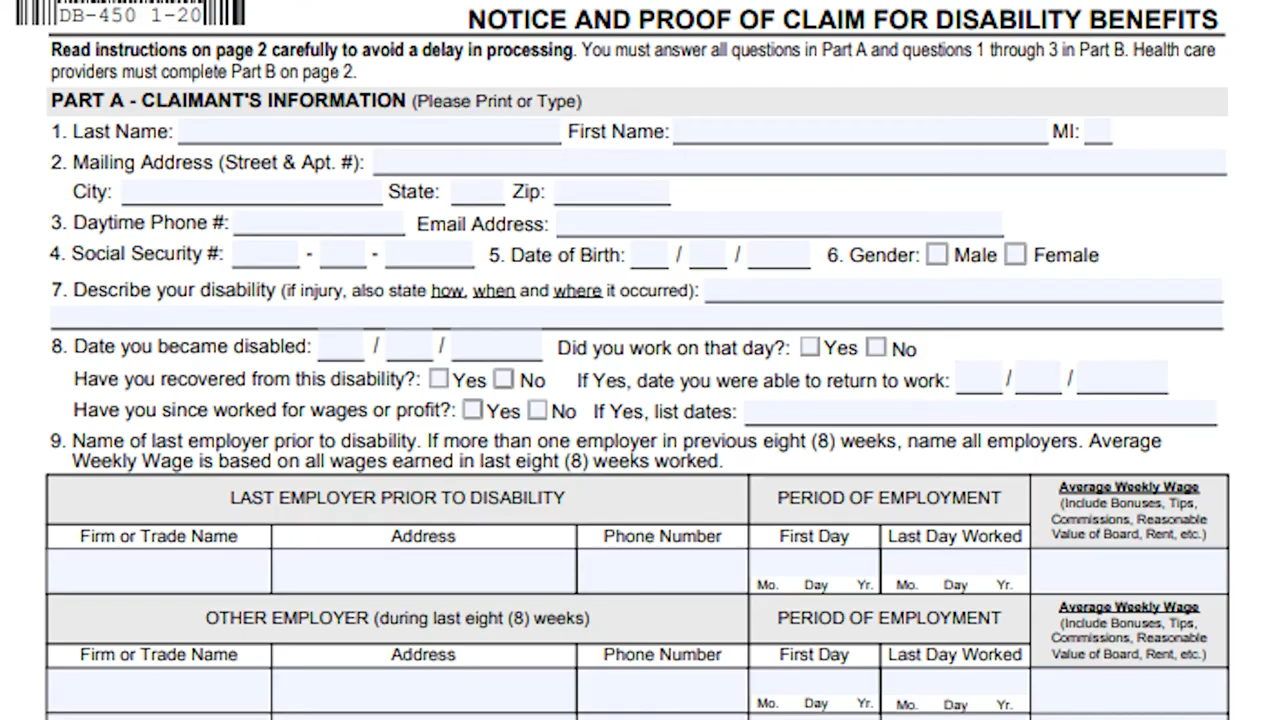 DB-450 1-20
NOTICE AND PROOF OF CLAIM FOR DISABILITY BENEFITS
Read instructions on page 2 carefully to avoid a delay in processing. You must answer all questions in Part A and questions 1 through 3 in Part B. Health care
providers must complete Part B on page 2.
PART A - CLAIMANT'S INFORMATION (Please Print or Type)
1. Last Name: First Name: MI:
2. Mailing Address (Street & Apt. #):
City: State: Zip:
3. Daytime Phone #: Email Address:
4. Social Security #: - - 5. Date of Birth: / / 6. Gender: Male Female
7. Describe your disability (if injury, also state how, when and where it occurred):
8. Date you became disabled: / / Did you work on that day?: Yes No
Have you recovered from this disability?: Yes No If Yes, date you were able to return to work: / /
Have you since worked for wages or profit?: Yes No If Yes, list dates:
9. Name of last employer prior to disability. If more than one employer in previous eight (8) weeks, name all employers. Average
Weekly Wage is based on all wages earned in last eight (8) weeks worked.
LAST EMPLOYER PRIOR TO DISABILITY PERIOD OF EMPLOYMENT
Average Weekly Wage
(Include Bonuses, Tips,
Commissions, Reasonable
Value of Board, Rent, etc.)
Firm or Trade Name Address Phone Number First Day Last Day Worked
Mo. Day Yr. Mo. Day Yr.
OTHER EMPLOYER (during last eight (8) weeks) PERIOD OF EMPLOYMENT
Average Weekly Wage
(Include Bonuses, Tips,
Commissions, Reasonable
Value of Board, Rent, etc.)
Firm or Trade Name Address Phone Number First Day Last Day Worked
Mo. Day Yr. Mo. Day Yr.